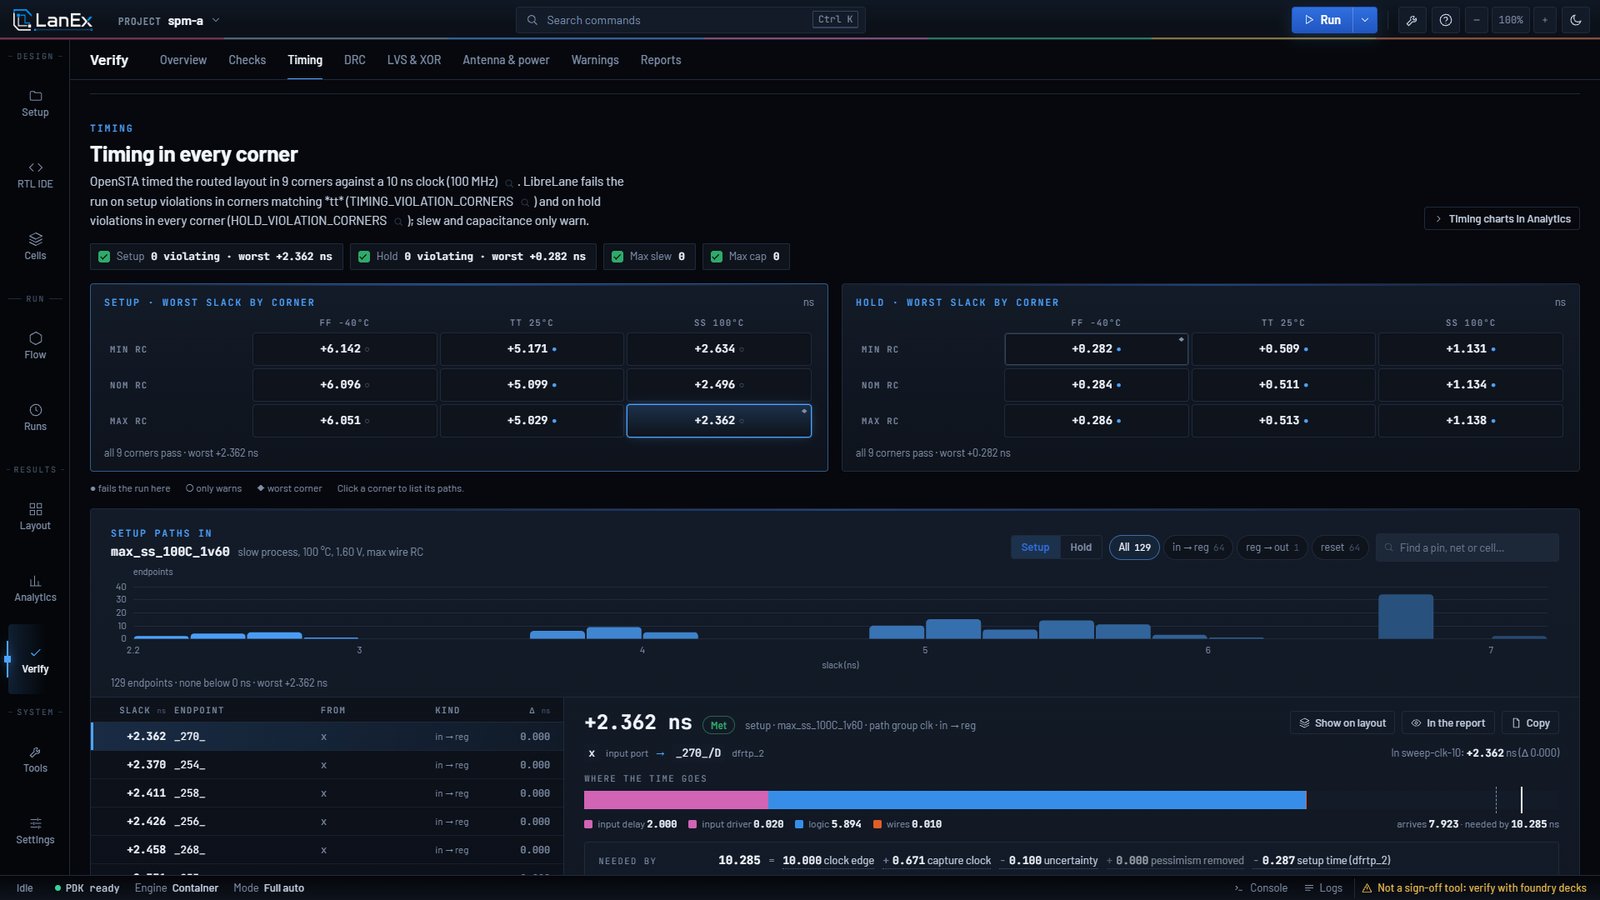 LanEx
PROJECT spm-a
Search commands
Ctrl K
Run
100%
DESIGN
Setup
RTL IDE
Cells
RUN
Flow
Runs
RESULTS
Layout
Analytics
Verify
SYSTEM
Tools
Settings
Verify Overview Checks Timing DRC LVS & XOR Antenna & power Warnings Reports
TIMING
Timing in every corner
OpenSTA timed the routed layout in 9 corners against a 10 ns clock (100 MHz) . LibreLane fails the
run on setup violations in corners matching *tt* (TIMING_VIOLATION_CORNERS ) and on hold
violations in every corner (HOLD_VIOLATION_CORNERS ); slew and capacitance only warn.
Timing charts in Analytics
Setup 0 violating · worst +2.362 ns
Hold 0 violating · worst +0.282 ns
Max slew 0
Max cap 0
SETUP · WORST SLACK BY CORNER ns
FF -40°C TT 25°C SS 100°C
MIN RC +6.142 +5.171 +2.634
NOM RC +6.096 +5.099 +2.496
MAX RC +6.051 +5.029 +2.362
all 9 corners pass · worst +2.362 ns
HOLD · WORST SLACK BY CORNER ns
FF -40°C TT 25°C SS 100°C
MIN RC +0.282 +0.509 +1.131
NOM RC +0.284 +0.511 +1.134
MAX RC +0.286 +0.513 +1.138
all 9 corners pass · worst +0.282 ns
fails the run here only warns worst corner Click a corner to list its paths.
SETUP PATHS IN
max_ss_100C_1v60 slow process, 100 °C, 1.60 V, max wire RC
Setup Hold All 129 in → reg 64 reg → out 1 reset 64 Find a pin, net or cell...
endpoints
40
30
20
10
0
2.2 3 4 5 6 7
slack (ns)
129 endpoints · none below 0 ns · worst +2.362 ns
SLACK ns ENDPOINT FROM KIND Δ ns
+2.362 _270_ x in → reg 0.000
+2.370 _254_ x in → reg 0.000
+2.411 _258_ x in → reg 0.000
+2.426 _256_ x in → reg 0.000
+2.458 _268_ x in → reg 0.000
+2.362 ns Met setup · max_ss_100C_1v60 · path group clk · in → reg
Show on layout In the report Copy
x input port → _270_/D dfrtp_2
In sweep-clk-10: +2.362 ns (Δ 0.000)
WHERE THE TIME GOES
input delay 2.000 input driver 0.020 logic 5.894 wires 0.010
arrives 7.923 · needed by 10.285 ns
NEEDED BY 10.285 = 10.000 clock edge + 0.671 capture clock − 0.100 uncertainty + 0.000 pessimism removed − 0.287 setup time (dfrtp_2)
Idle PDK ready Engine Container Mode Full auto
Console Logs Not a sign-off tool: verify with foundry decks